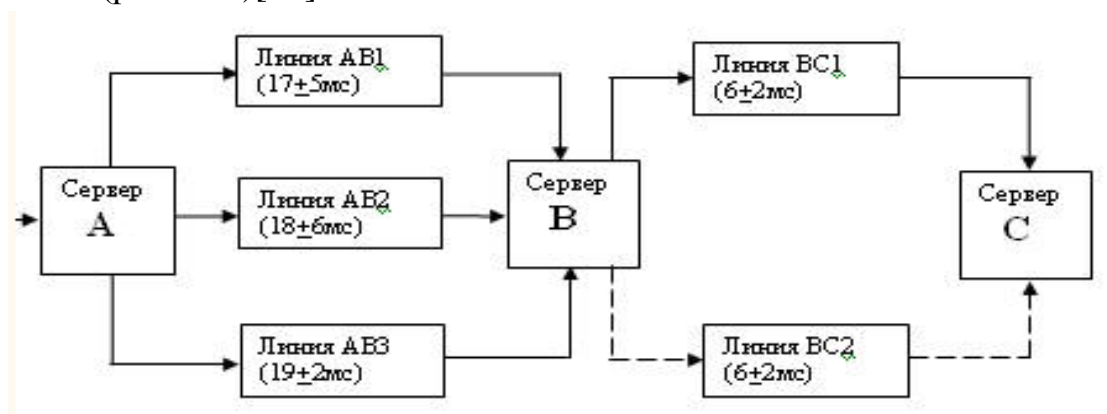 Линия АВ1
(17±5мс)
Линия ВС1
(6±2мс)
Сервер
А
Линия АВ2
(18±6мс)
Сервер
В
Сервер
С
Линия АВ3
(19±2мс)
Линия ВС2
(6±2мс)